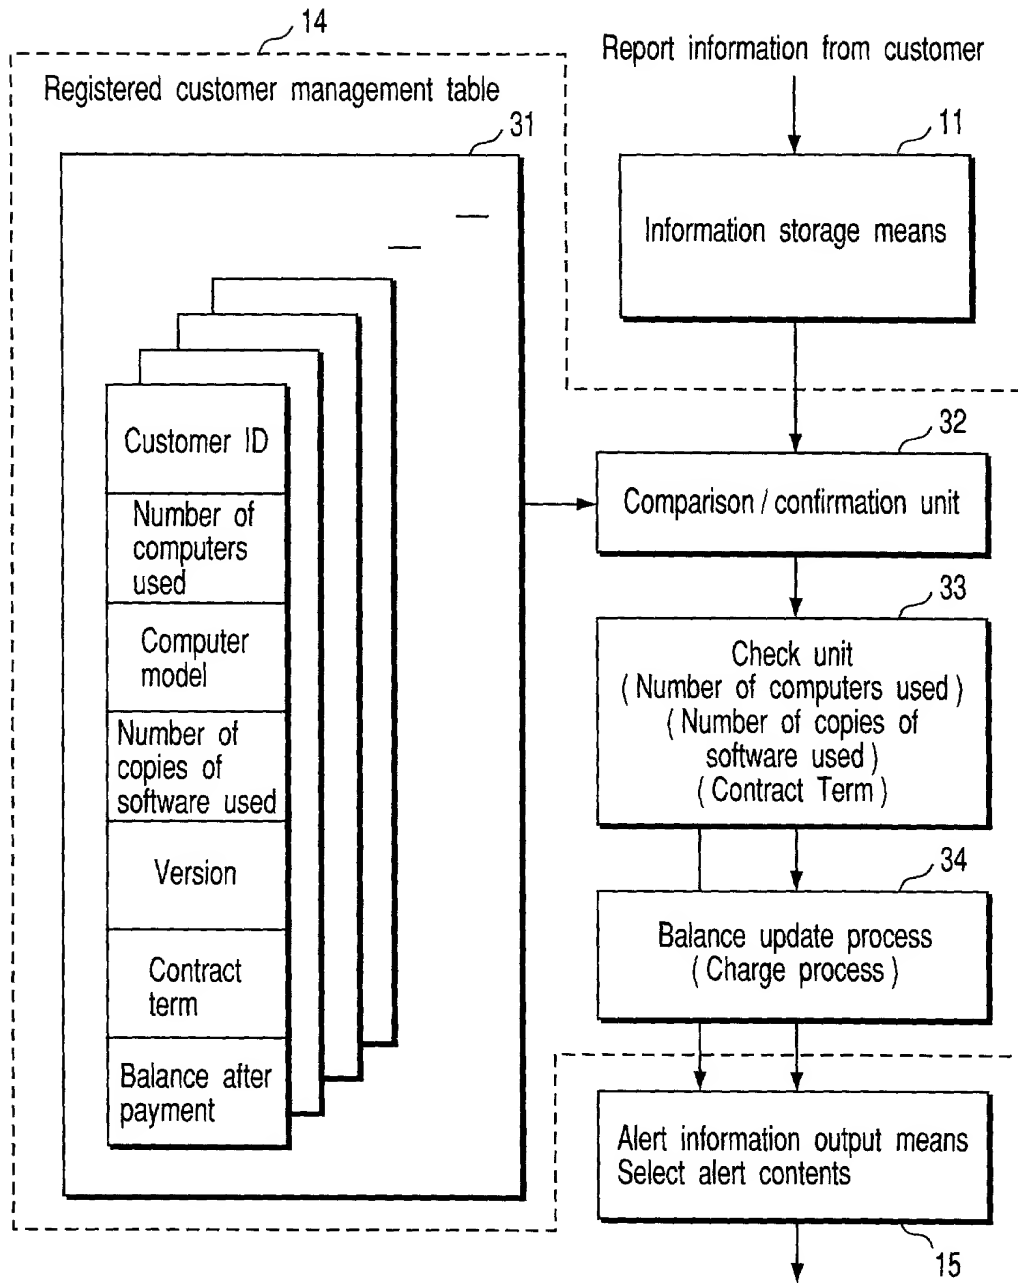 14
Registered customer management table
31
Customer ID
Number of
computers
used
Computer
model
Number of
copies of
software used
Version
Contract
term
Balance after
payment
Report information from customer
11
Information storage means
32
Comparison / confirmation unit
33
Check unit
( Number of computers used )
( Number of copies of
software used )
( Contract Term )
34
Balance update process
( Charge process )
Alert information output means
Select alert contents
15